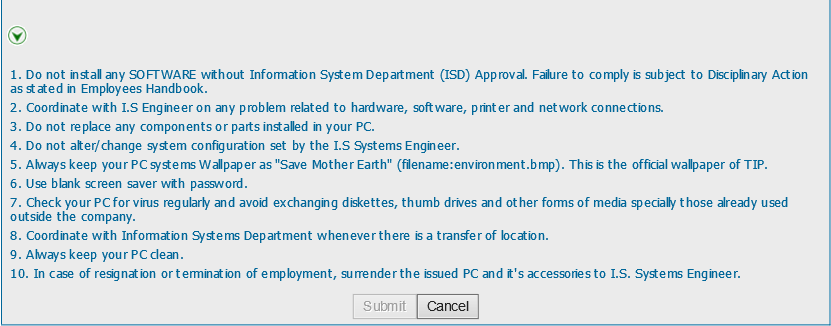 1. Do not install any SOFTWARE without Information System Department (ISD) Approval. Failure to comply is subject to Disciplinary Action
as stated in Employees Handbook.
2. Coordinate with I.S Engineer on any problem related to hardware, software, printer and network connections.
3. Do not replace any components or parts installed in your PC.
4. Do not alter/change system configuration set by the I.S Systems Engineer.
5. Always keep your PC systems Wallpaper as "Save Mother Earth" (filename:environment.bmp). This is the official wallpaper of TIP.
6. Use blank screen saver with password.
7. Check your PC for virus regularly and avoid exchanging diskettes, thumb drives and other forms of media specially those already used
outside the company.
8. Coordinate with Information Systems Department whenever there is a transfer of location.
9. Always keep your PC clean.
10. In case of resignation or termination of employment, surrender the issued PC and it's accessories to I.S. Systems Engineer.
Submit Cancel